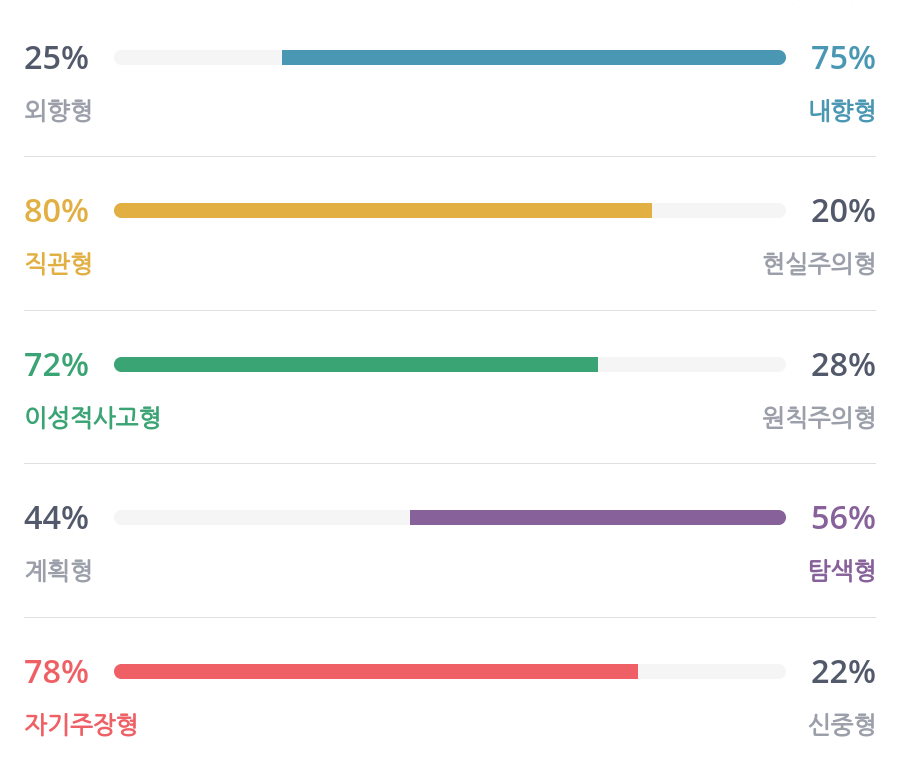 25% 75%
외향형 내향형
80% 20%
직관형 현실주의형
72% 28%
이성적사고형 원칙주의형
44% 56%
계획형 탐색형
78% 22%
자기주장형 신중형